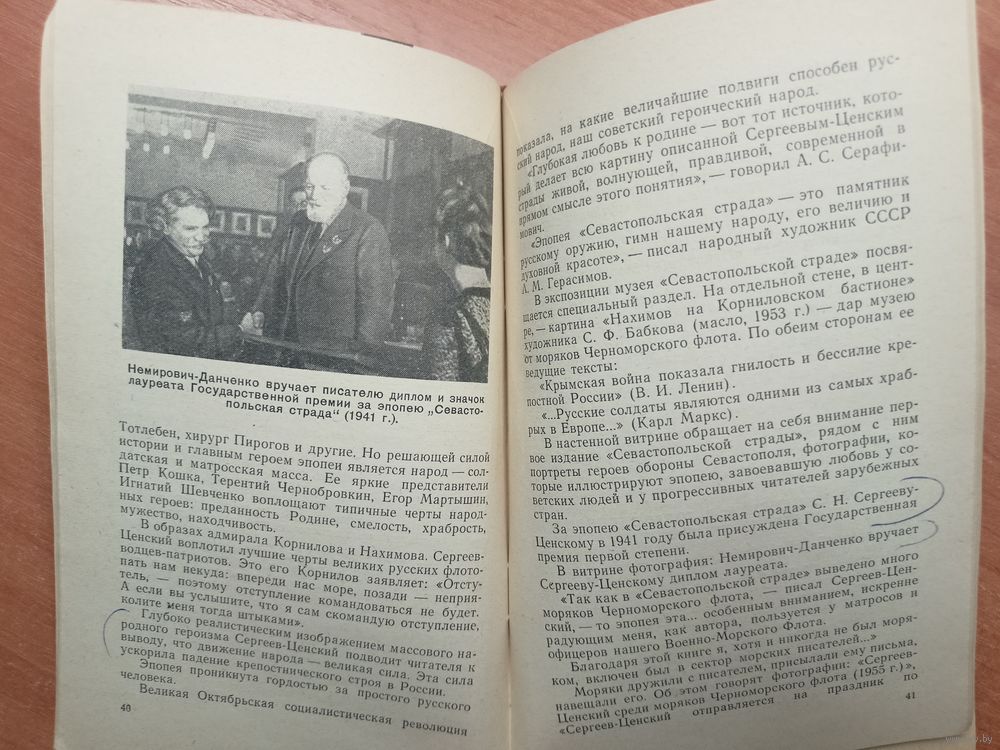 Немирович-Данченко вручает писателю диплом и значок
лауреата Государственной премии за эпопею „Севасто-
польская страда“ (1941 г.).
Тотлебен, хирург Пирогов и другие. Но решающей силой
истории и главным героем эпопеи является народ — сол-
датская и матросская масса. Ее яркие представители
Петр Кошка, Терентий Чернобровкин, Егор Мартышин,
Игнатий Шевченко воплощают типичные черты народ-
ных героев: преданность Родине, смелость, храбрость,
мужество, находчивость.
В образах адмирала Корнилова и Нахимова. Сергеев-
Ценский воплотил лучшие черты великих русских флото-
водцев-патриотов. Это его Корнилов заявляет: «Отсту-
пать нам некуда: впереди нас море, позади — неприя-
тель, — поэтому отступление командоваться не будет.
А если вы услышите, что я сам скомандую отступление,
колите меня тогда штыками».
Глубоко реалистическим изображением массового на-
родного героизма Сергеев-Ценский подводит читателя к
выводу, что движение народа — великая сила. Эта сила
ускорила падение крепостнического строя в России.
Эпопея проникнута гордостью за простого русского
человека.
Великая Октябрьская социалистическая революция
40
показала, на какие величайшие подвиги способен рус-
ский народ, наш советский героический народ.
«Глубокая любовь к родине — вот тот источник, кото-
рый делает всю картину описанной Сергеевым-Ценским
страды живой, волнующей, правдивой, современной в
прямом смысле этого понятия», — говорил А. С. Серафи-
мович.
«Эпопея «Севастопольская страда» — это памятник
русскому оружию, гимн нашему народу, его величию и
духовной красоте», — писал народный художник СССР
А. М. Герасимов.
В экспозиции музея «Севастопольской страде» посвя-
щается специальный раздел. На отдельной стене, в цент-
ре, — картина «Нахимов на Корниловском бастионе»
художника С. Ф. Бабкова (масло, 1953 г.) — дар музею
от моряков Черноморского флота. По обеим сторонам ее
ведущие тексты:
«Крымская война показала гнилость и бессилие кре-
постной России» (В. И. Ленин).
«...Русские солдаты являются одними из самых храб-
рых в Европе...» (Карл Маркс).
В настенной витрине обращает на себя внимание пер-
вое издание «Севастопольской страды», рядом с ним
портреты героев обороны Севастополя, фотографии, ко-
торые иллюстрируют эпопею, завоевавшую любовь у со-
ветских людей и у прогрессивных читателей зарубежных
стран.
За эпопею «Севастопольская страда» С. Н. Сергееву-
Ценскому в 1941 году была присуждена Государственная
премия первой степени.
В витрине фотография: Немирович-Данченко вручает
Сергееву-Ценскому диплом лауреата.
«Так как в «Севастопольской страде» выведено много
моряков Черноморского флота, — писал Сергеев-Цен-
ский, — то эпопея эта... особенным вниманием, искренне
радующим меня, как автора, пользуется у матросов и
офицеров нашего Военно-Морского Флота.
Благодаря этой книге я, хотя и никогда не был моря-
ком, включен был в сектор морских писателей...»
Моряки дружили с писателем, присылали ему письма,
навещали его. Об этом говорят фотографии: «Сергеев-
Ценский среди моряков Черноморского флота (1955 г.)»,
«Сергеев-Ценский отправляется на праздник по
41